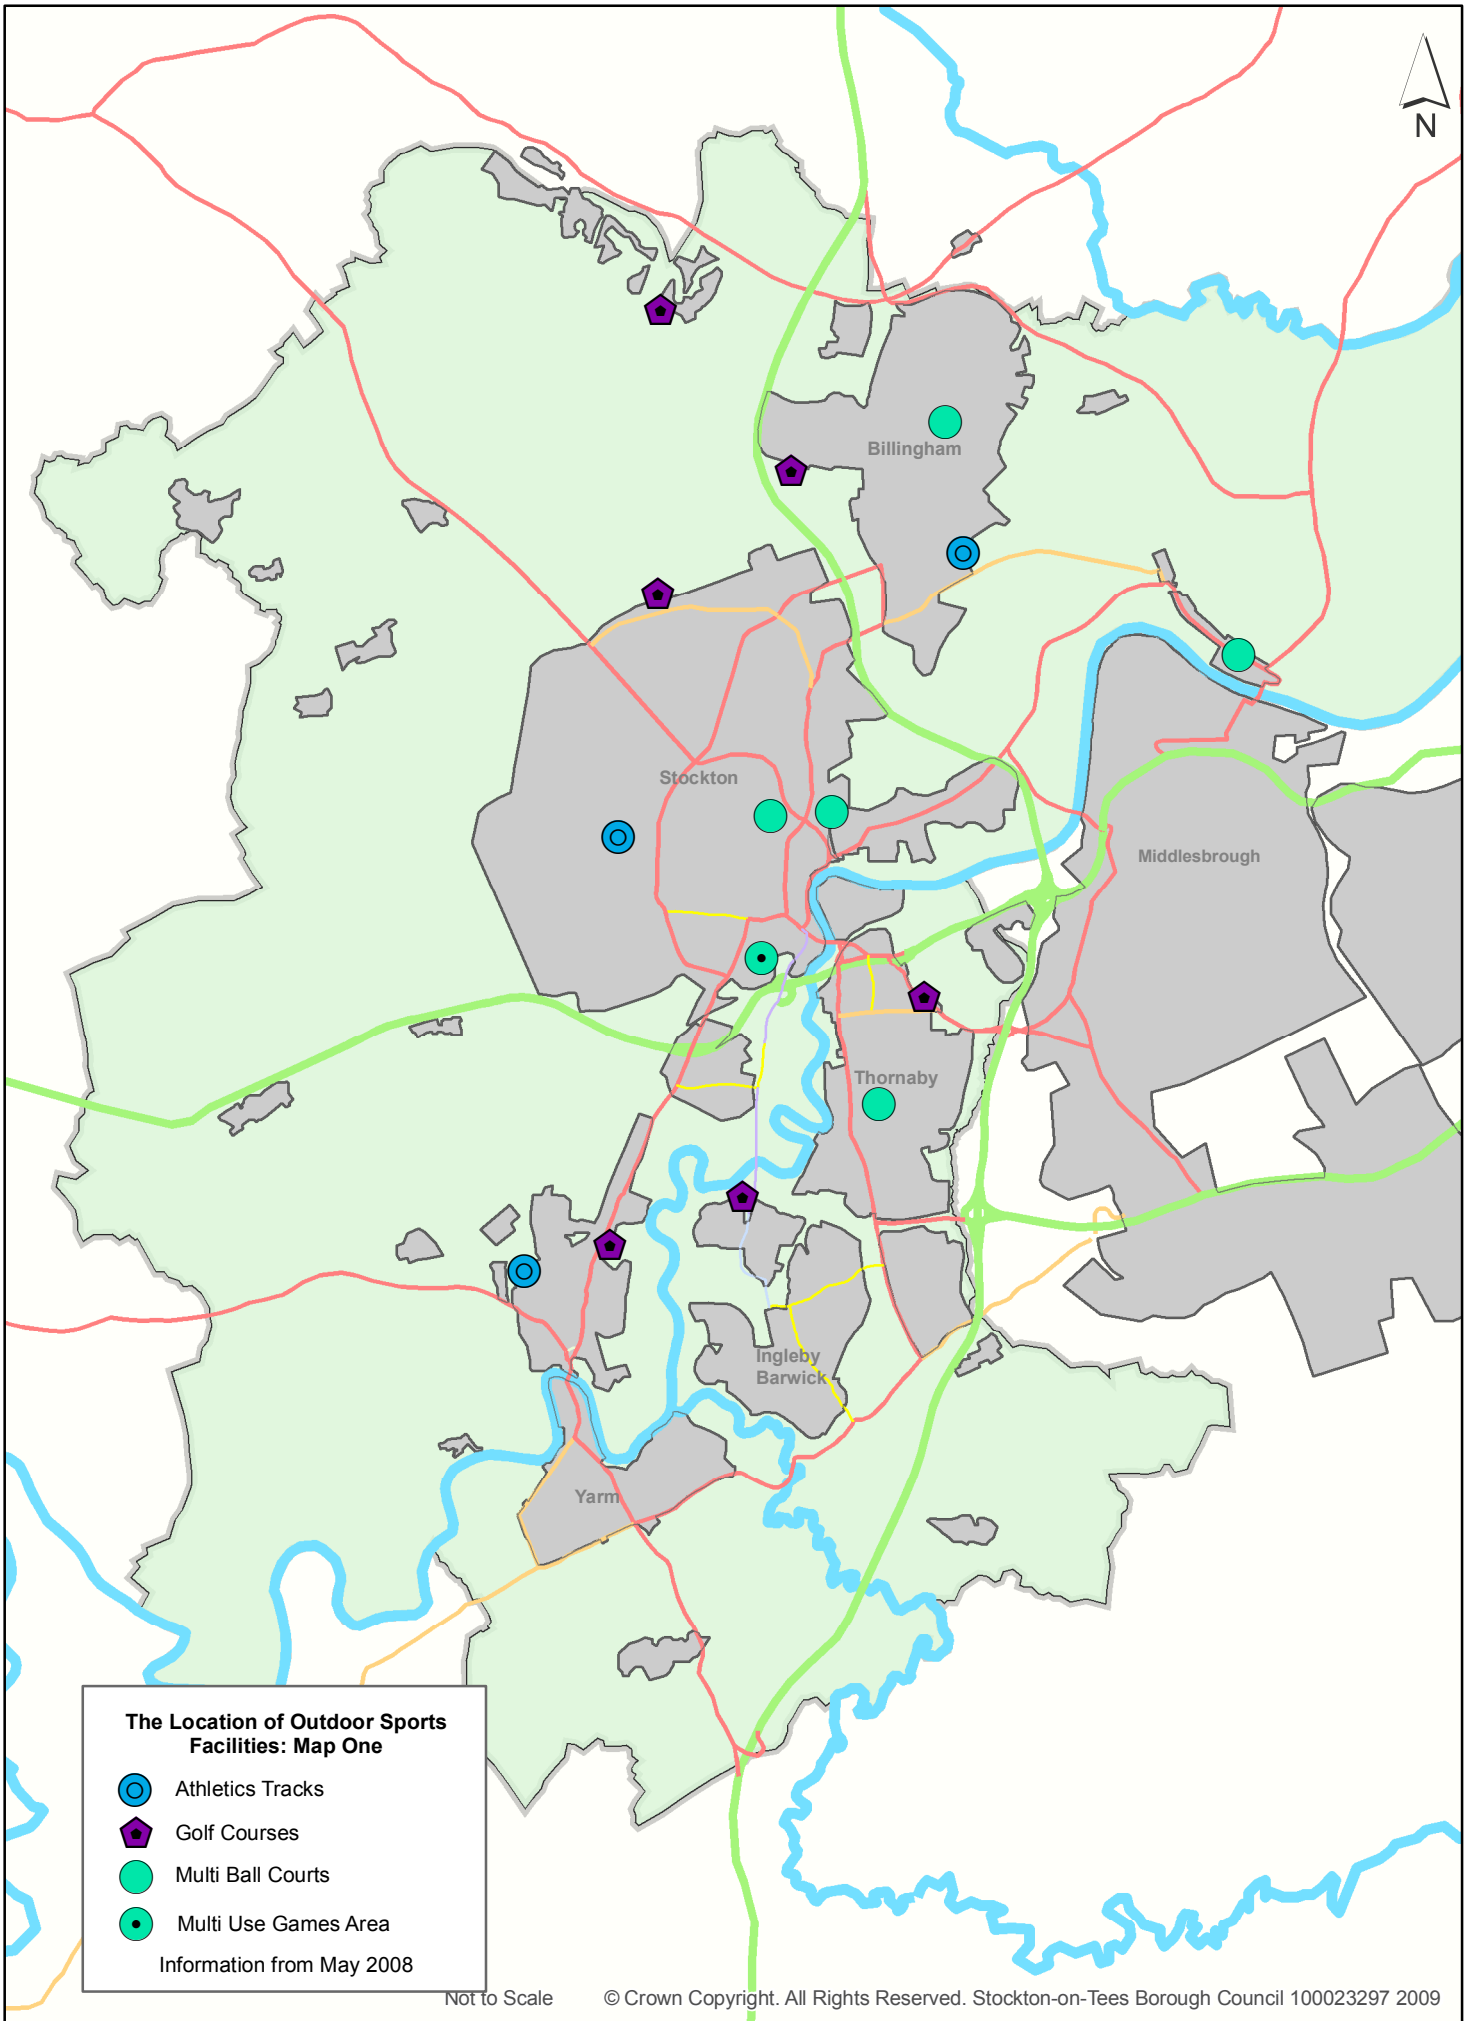 N
Billingham
Stockton
Middlesbrough
Thornaby
Ingleby
Barwick
Yarm
The Location of Outdoor Sports
Facilities: Map One
Athletics Tracks
Golf Courses
Multi Ball Courts
Multi Use Games Area
Information from May 2008
Not to Scale
© Crown Copyright. All Rights Reserved. Stockton-on-Tees Borough Council 100023297 2009